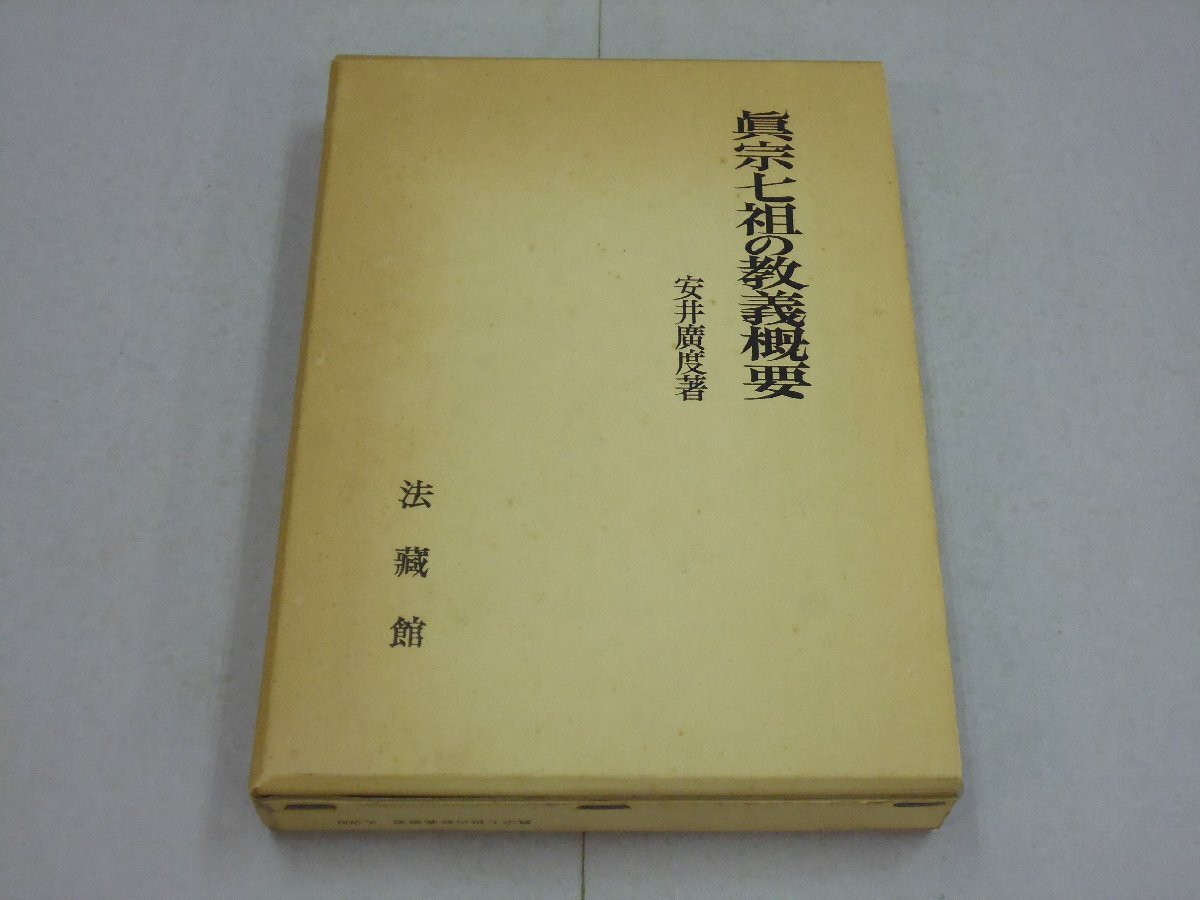 眞宗七祖の教義概要
安井廣度著
法藏館